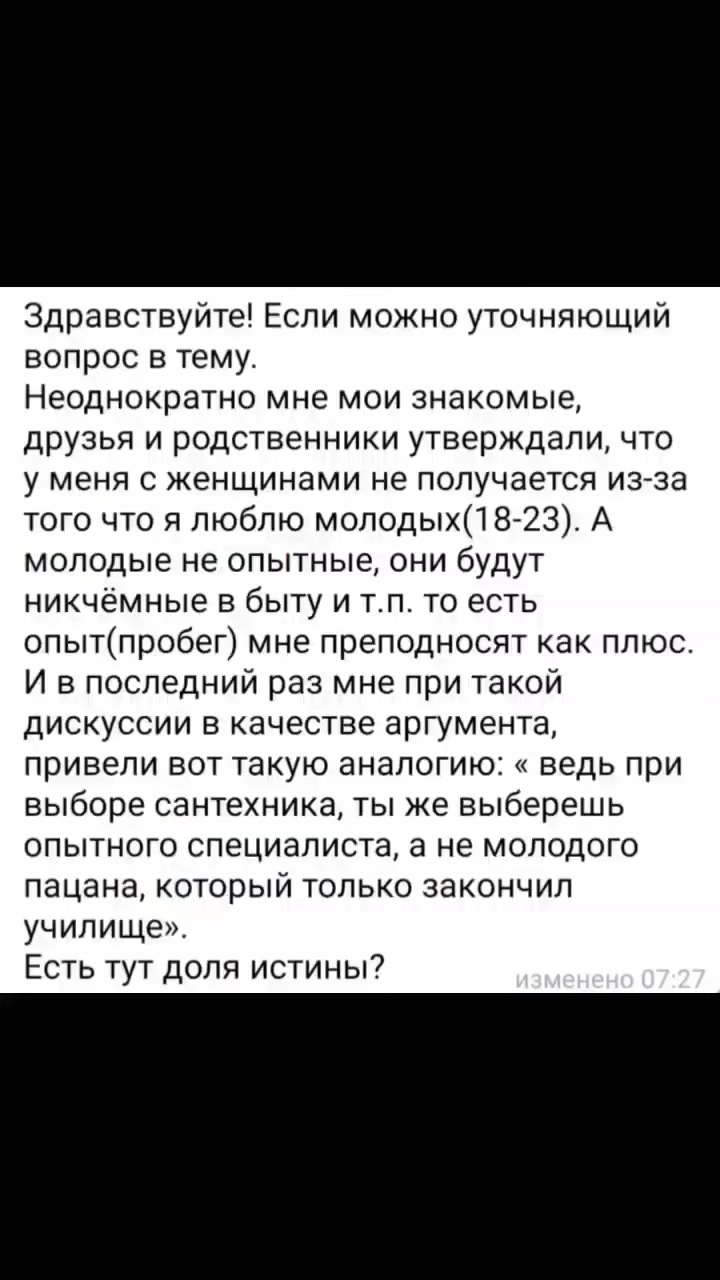 Здравствуйте! Если можно уточняющий
вопрос в тему.
Неоднократно мне мои знакомые,
друзья и родственники утверждали, что
у меня с женщинами не получается из-за
того что я люблю молодых(18-23). А
молодые не опытные, они будут
никчёмные в быту и т.п. то есть
опыт(пробег) мне преподносят как плюс.
И в последний раз мне при такой
дискуссии в качестве аргумента,
привели вот такую аналогию: « ведь при
выборе сантехника, ты же выберешь
опытного специалиста, а не молодого
пацана, который только закончил
училище».
Есть тут доля истины?
изменено 07:27